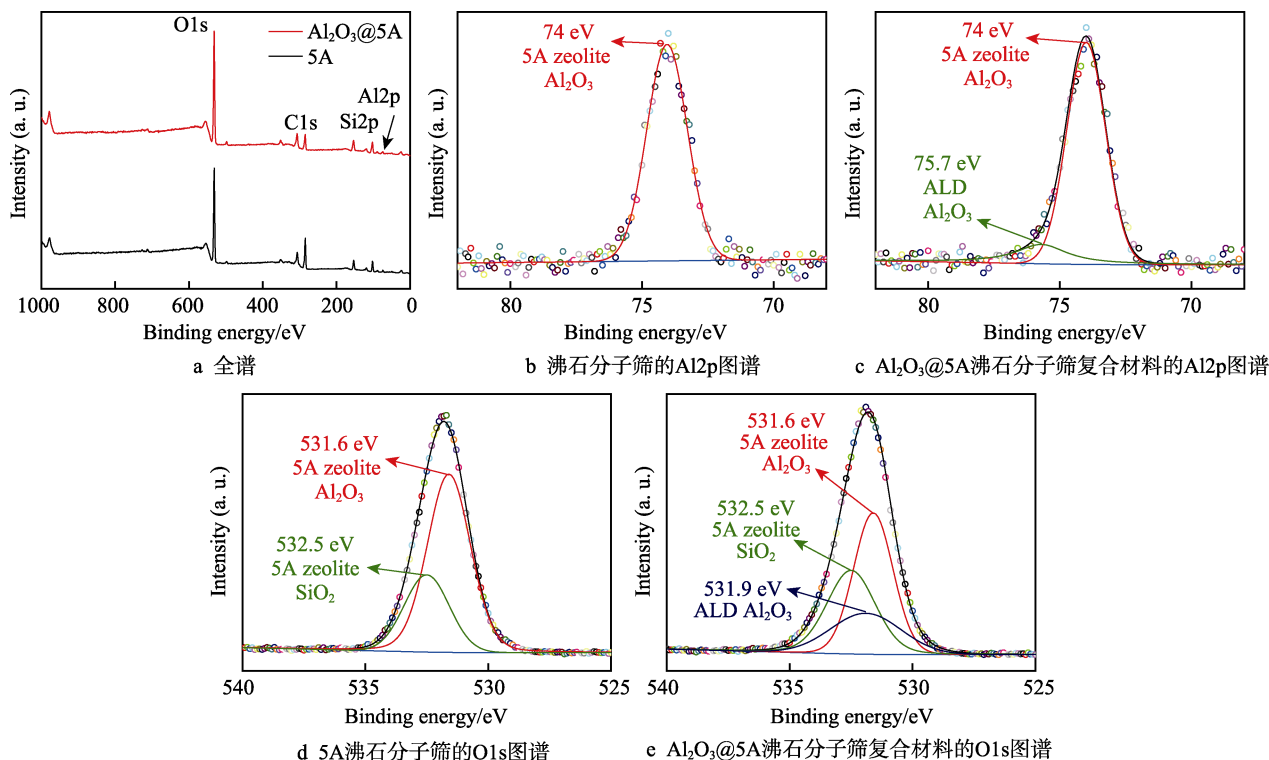 O1s
Al₂O₃@5A
5A
Al2p
C1s
Si2p
Intensity (a. u.)
1000 800 600 400 200 0
Binding energy/eV
a 全谱
74 eV
5A zeolite
Al₂O₃
Intensity (a. u.)
80 75 70
Binding energy/eV
b 沸石分子筛的Al2p图谱
74 eV
5A zeolite
Al₂O₃
75.7 eV
ALD
Al₂O₃
Intensity (a. u.)
80 75 70
Binding energy/eV
c Al₂O₃@5A沸石分子筛复合材料的Al2p图谱
531.6 eV
5A zeolite
Al₂O₃
532.5 eV
5A zeolite
SiO₂
Intensity (a. u.)
540 535 530 525
Binding energy/eV
d 5A沸石分子筛的O1s图谱
531.6 eV
5A zeolite
Al₂O₃
532.5 eV
5A zeolite
SiO₂
531.9 eV
ALD Al₂O₃
Intensity (a. u.)
540 535 530 525
Binding energy/eV
e Al₂O₃@5A沸石分子筛复合材料的O1s图谱